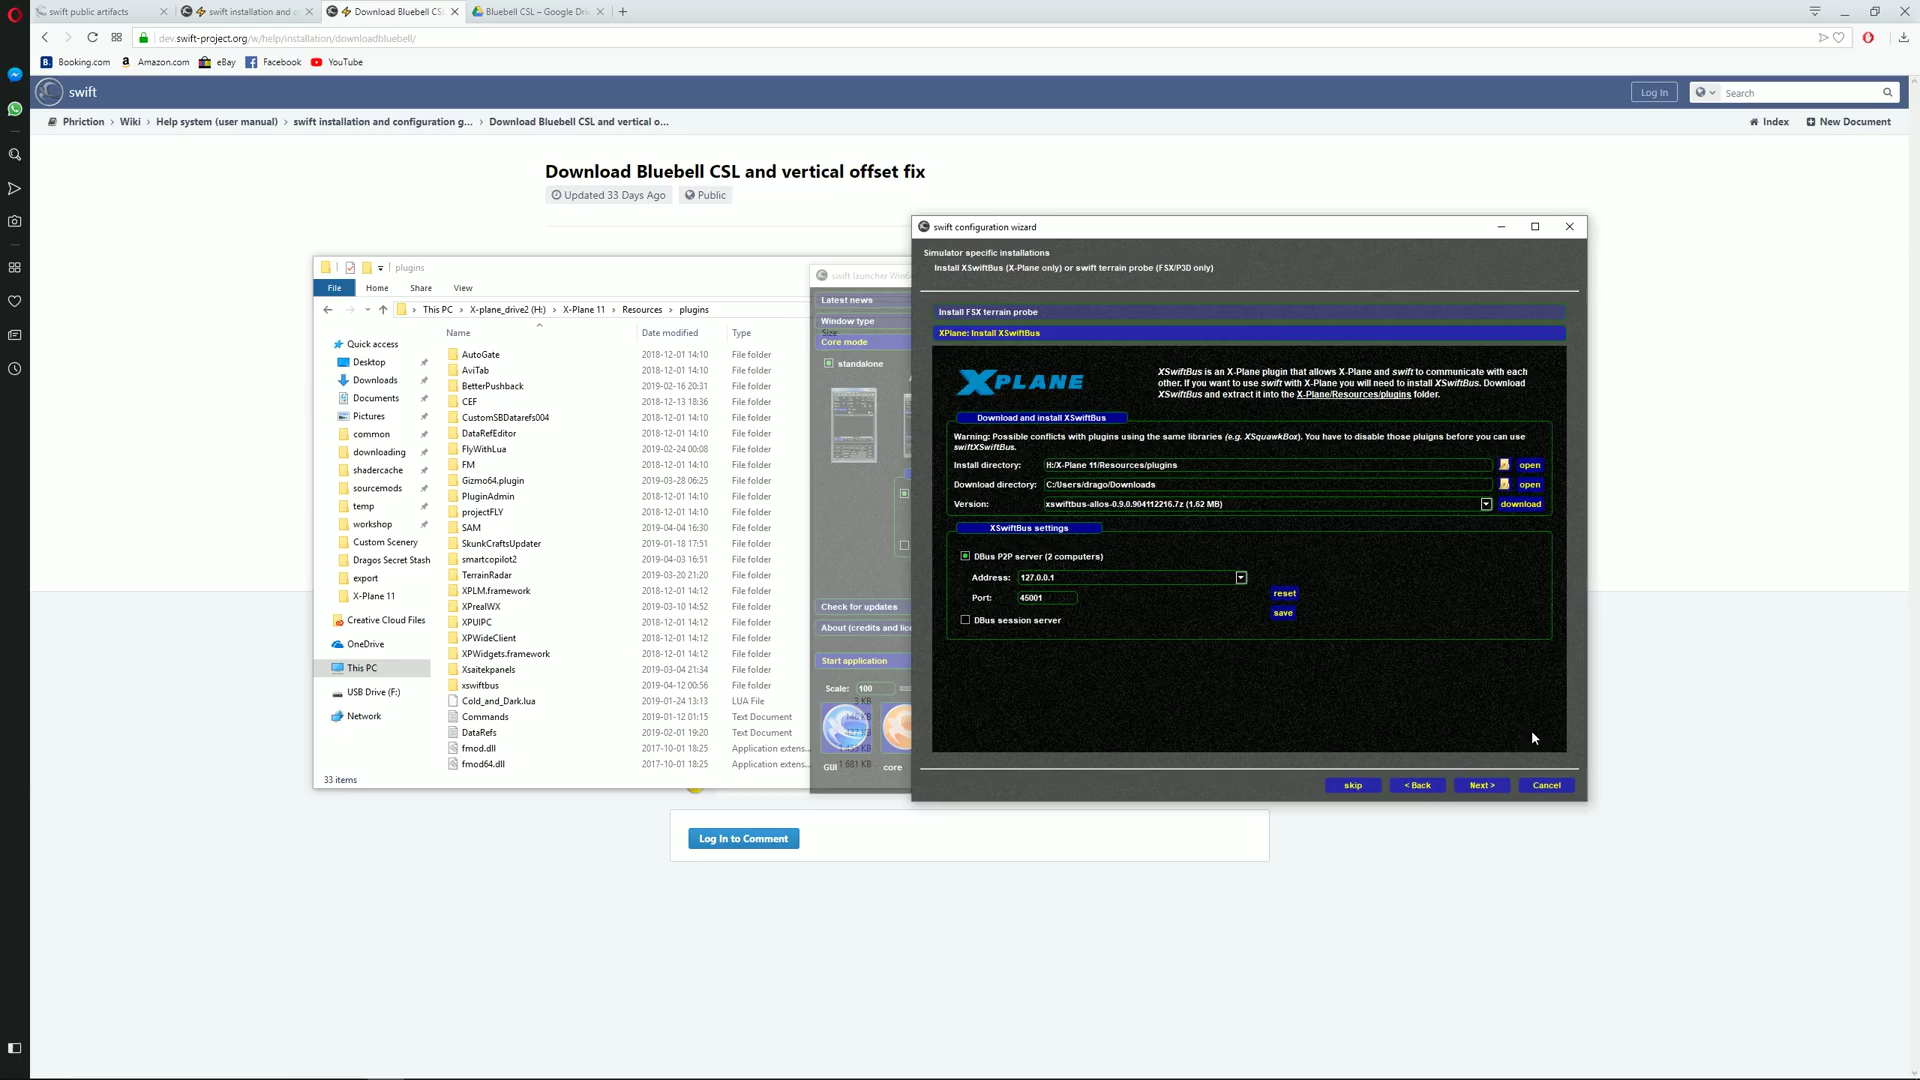 swift public artifacts
swift installation and c
Download Bluebell CSL
Bluebell CSL – Google Dri
dev.swift-project.org/w/help/installation/downloadbluebell/
Booking.com
Amazon.com
eBay
Facebook
YouTube
swift
Log In
Search
Phriction
Wiki
Help system (user manual)
swift installation and configuration g...
Download Bluebell CSL and vertical o...
Index
New Document
Download Bluebell CSL and vertical offset fix
Updated 33 Days Ago
Public
plugins
File
Home
Share
View
This PC
X-plane_drive2 (H:)
X-Plane 11
Resources
plugins
Name
Date modified
Type
Size
Quick access
Desktop
Downloads
Documents
Pictures
common
downloading
shadercache
sourcemods
temp
workshop
Custom Scenery
Dragos Secret Stash
export
X-Plane 11
Creative Cloud Files
OneDrive
This PC
USB Drive (F:)
Network
AutoGate 2018-12-01 14:10 File folder
AviTab 2018-12-01 14:10 File folder
BetterPushback 2019-02-16 20:31 File folder
CEF 2018-12-13 18:36 File folder
CustomSBDatarefs004 2018-12-01 14:10 File folder
DataRefEditor 2018-12-01 14:10 File folder
FlyWithLua 2019-02-24 00:08 File folder
FM 2018-12-01 14:10 File folder
Gizmo64.plugin 2019-03-28 06:25 File folder
PluginAdmin 2018-12-01 14:10 File folder
projectFLY 2018-12-01 14:10 File folder
SAM 2019-04-04 16:30 File folder
SkunkCraftsUpdater 2019-01-18 17:51 File folder
smartcopilot2 2019-04-03 16:51 File folder
TerrainRadar 2019-03-20 21:20 File folder
XPLM.framework 2018-12-01 14:12 File folder
XPrealWX 2019-03-10 14:52 File folder
XPUIPC 2018-12-01 14:12 File folder
XPWideClient 2018-12-01 14:12 File folder
XPWidgets.framework 2018-12-01 14:12 File folder
Xsaitekpanels 2019-03-04 21:34 File folder
xswiftbus 2019-04-12 00:56 File folder
Cold_and_Dark.lua 2019-01-24 13:13 LUA File 3 KB
Commands 2019-01-12 01:15 Text Document
DataRefs 2019-02-01 19:20 Text Document
fmod.dll 2017-10-01 18:25 Application extens...
fmod64.dll 2017-10-01 18:25 Application extens... 1 681 KB
33 items
swift launcher Win6
Latest news
Window type
Core mode
standalone
Check for updates
About (credits and lice
Start application
Scale: 100
GUI
core
swift configuration wizard
Simulator specific installations
Install XSwiftBus (X-Plane only) or swift terrain probe (FSX/P3D only)
Install FSX terrain probe
XPlane: Install XSwiftBus
XPLANE
XSwiftBus is an X-Plane plugin that allows X-Plane and swift to communicate with each
other. If you want to use swift with X-Plane you will need to install XSwiftBus. Download
XSwiftBus and extract it into the X-Plane/Resources/plugins folder.
Download and install XSwiftBus
Warning: Possible conflicts with plugins using the same libraries (e.g. XSquawkBox). You have to disable those pluigns before you can use
swiftXSwiftBus.
Install directory: H:/X-Plane 11/Resources/plugins open
Download directory: C:/Users/drago/Downloads open
Version: xswiftbus-allos-0.9.0.904112216.7z (1.62 MB) download
XSwiftBus settings
DBus P2P server (2 computers)
Address: 127.0.0.1
Port: 45001
reset
save
DBus session server
skip
< Back
Next >
Cancel
Log In to Comment